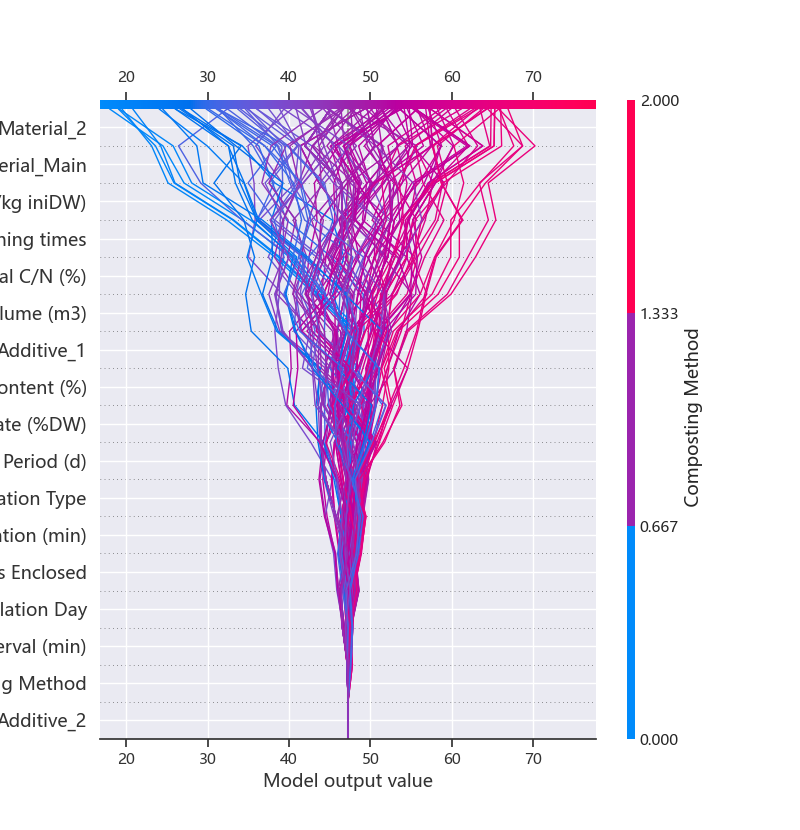 20 30 40 50 60 70
Material_2
erial_Main
/kg iniDW)
ning times
al C/N (%)
lume (m3)
Additive_1
ontent (%)
ate (%DW)
Period (d)
ation Type
ation (min)
s Enclosed
lation Day
erval (min)
g Method
Additive_2
20 30 40 50 60 70
Model output value
2.000
1.333
0.667
0.000
Composting Method